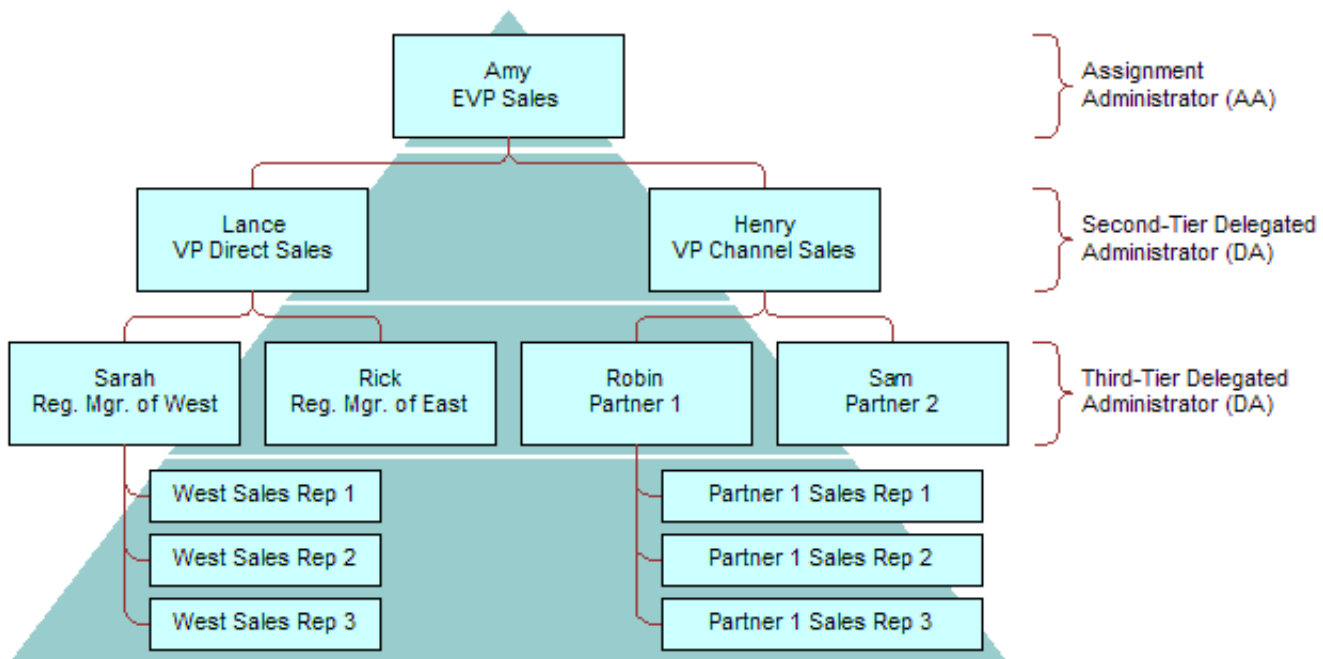 Amy
EVP Sales
Assignment
Administrator (AA)
Lance
VP Direct Sales
Henry
VP Channel Sales
Second-Tier Delegated
Administrator (DA)
Sarah
Reg. Mgr. of West
Rick
Reg. Mgr. of East
Robin
Partner 1
Sam
Partner 2
Third-Tier Delegated
Administrator (DA)
West Sales Rep 1
Partner 1 Sales Rep 1
West Sales Rep 2
Partner 1 Sales Rep 2
West Sales Rep 3
Partner 1 Sales Rep 3